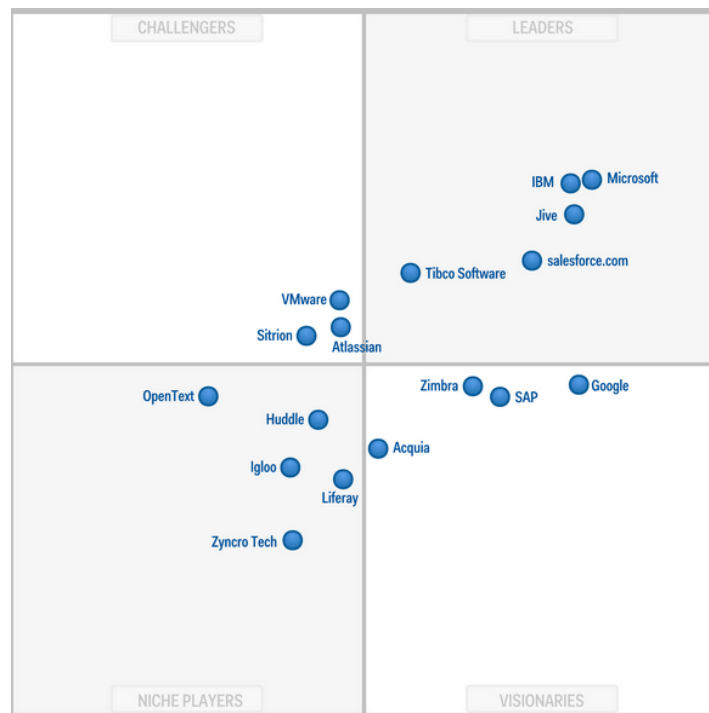 CHALLENGERS
LEADERS
IBM
Microsoft
Jive
salesforce.com
Tibco Software
VMware
Sitrion
Atlassian
OpenText
Huddle
Igloo
Liferay
Zyncro Tech
Zimbra
SAP
Google
Acquia
NICHE PLAYERS
VISIONARIES